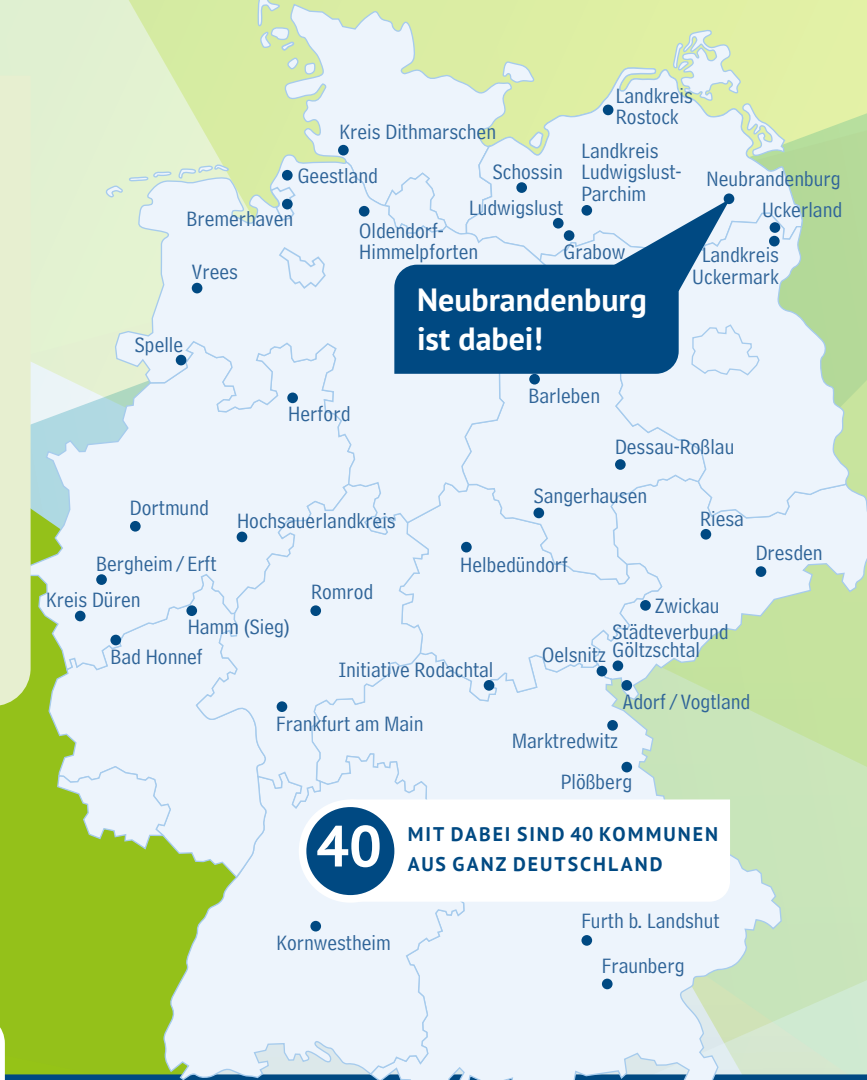 Landkreis
Rostock
Kreis Dithmarschen
Landkreis
Ludwigslust-
Parchim
Schossin
Geestland
Neubrandenburg
Ludwigslust
Uckerland
Bremerhaven
Oldendorf-
Himmelpforten
Grabow
Landkreis
Uckermark
Vrees
Neubrandenburg
ist dabei!
Spelle
Barleben
Herford
Dessau-Roßlau
Sangerhausen
Dortmund
Hochsauerlandkreis
Riesa
Dresden
Bergheim / Erft
Helbedündorf
Kreis Düren
Romrod
Zwickau
Hamm (Sieg)
Städteverbund
Göltzschtal
Bad Honnef
Oelsnitz
Initiative Rodachtal
Adorf / Vogtland
Frankfurt am Main
Marktredwitz
Plößberg
40
MIT DABEI SIND 40 KOMMUNEN
AUS GANZ DEUTSCHLAND
Furth b. Landshut
Kornwestheim
Fraunberg